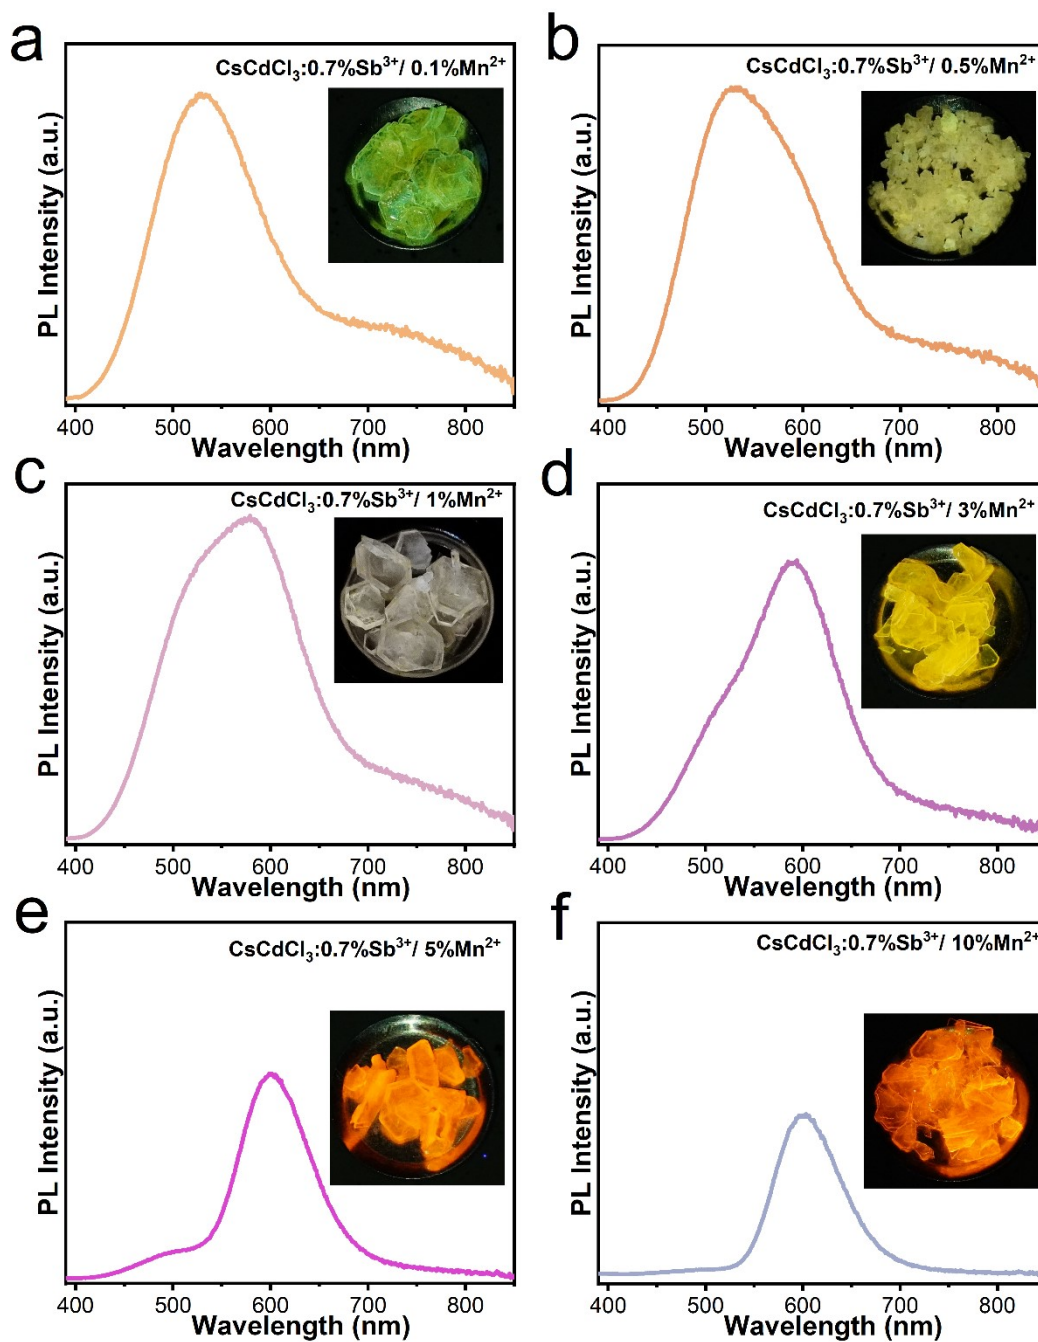 a
CsCdCl₃:0.7%Sb³⁺/ 0.1%Mn²⁺
PL Intensity (a.u.)
400 500 600 700 800
Wavelength (nm)
b
CsCdCl₃:0.7%Sb³⁺/ 0.5%Mn²⁺
PL Intensity (a.u.)
400 500 600 700 800
Wavelength (nm)
c
CsCdCl₃:0.7%Sb³⁺/ 1%Mn²⁺
PL Intensity (a.u.)
400 500 600 700 800
Wavelength (nm)
d
CsCdCl₃:0.7%Sb³⁺/ 3%Mn²⁺
PL Intensity (a.u.)
400 500 600 700 800
Wavelength (nm)
e
CsCdCl₃:0.7%Sb³⁺/ 5%Mn²⁺
PL Intensity (a.u.)
400 500 600 700 800
Wavelength (nm)
f
CsCdCl₃:0.7%Sb³⁺/ 10%Mn²⁺
PL Intensity (a.u.)
400 500 600 700 800
Wavelength (nm)